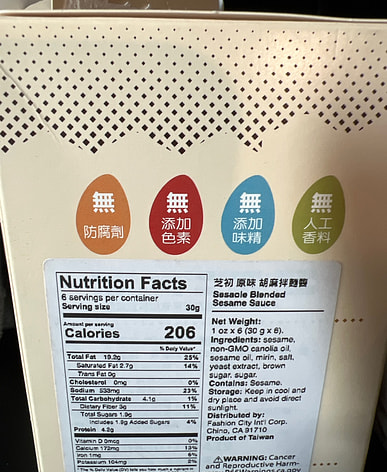 無
防腐劑
無
添加
色素
無
添加
味精
無
人工
香料
Nutrition Facts
6 servings per container
Serving size 30g
Amount per serving
Calories 206
% Daily Value*
Total Fat 19.2g 25%
Saturated Fat 2.7g 14%
Trans Fat 0g
Cholesterol 0mg 0%
Sodium 533mg 23%
Total Carbohydrate 4.1g 1%
Dietary Fiber 3g 11%
Total Sugars 1.9g
Includes 1.9g Added Sugars 4%
Protein 4.2g
Vitamin D 0mcg 0%
Calcium 173mg 13%
Iron 1mg 6%
Potassium 104mg 2%
芝初 原味 胡麻拌麵醬
Sesaole Blended
Sesame Sauce
Net Weight:
1 oz x 6 (30 g x 6).
Ingredients: sesame,
non-GMO canolia oil,
sesame oil, mirin, salt,
yeast extract, brown
sugar, sugar.
Contains: Sesame.
Storage: Keep in cool and
dry place and avoid direct
sunlight.
Distributed by:
Fashion City Int'l Corp.
Chino, CA 91710
Product of Taiwan
⚠WARNING: Cancer
and Reproductive Harm-